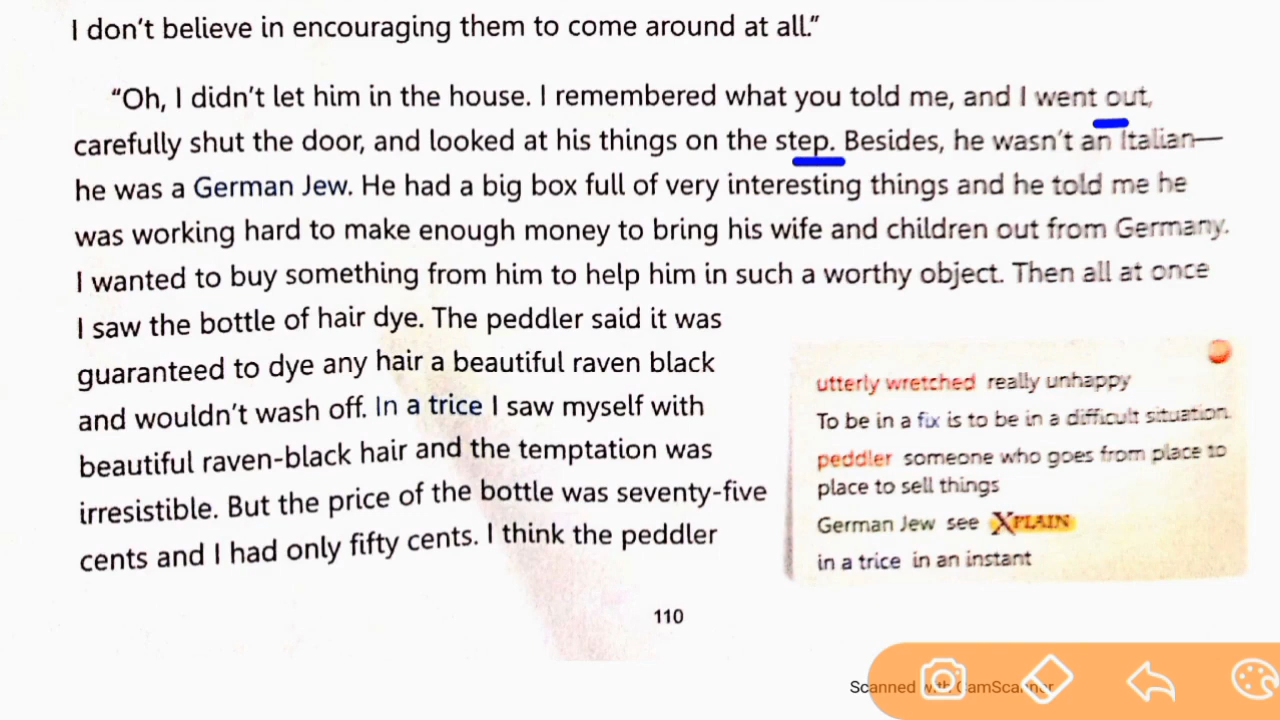 I don’t believe in encouraging them to come around at all.”
“Oh, I didn’t let him in the house. I remembered what you told me, and I went out,
carefully shut the door, and looked at his things on the step. Besides, he wasn’t an Italian—
he was a German Jew. He had a big box full of very interesting things and he told me he
was working hard to make enough money to bring his wife and children out from Germany.
I wanted to buy something from him to help him in such a worthy object. Then all at once
I saw the bottle of hair dye. The peddler said it was
guaranteed to dye any hair a beautiful raven black
and wouldn’t wash off. In a trice I saw myself with
beautiful raven-black hair and the temptation was
irresistible. But the price of the bottle was seventy-five
cents and I had only fifty cents. I think the peddler
utterly wretched really unhappy
To be in a fix is to be in a difficult situation.
peddler someone who goes from place to
place to sell things
German Jew see XPLAIN
in a trice in an instant
110
Scanned with CamScanner